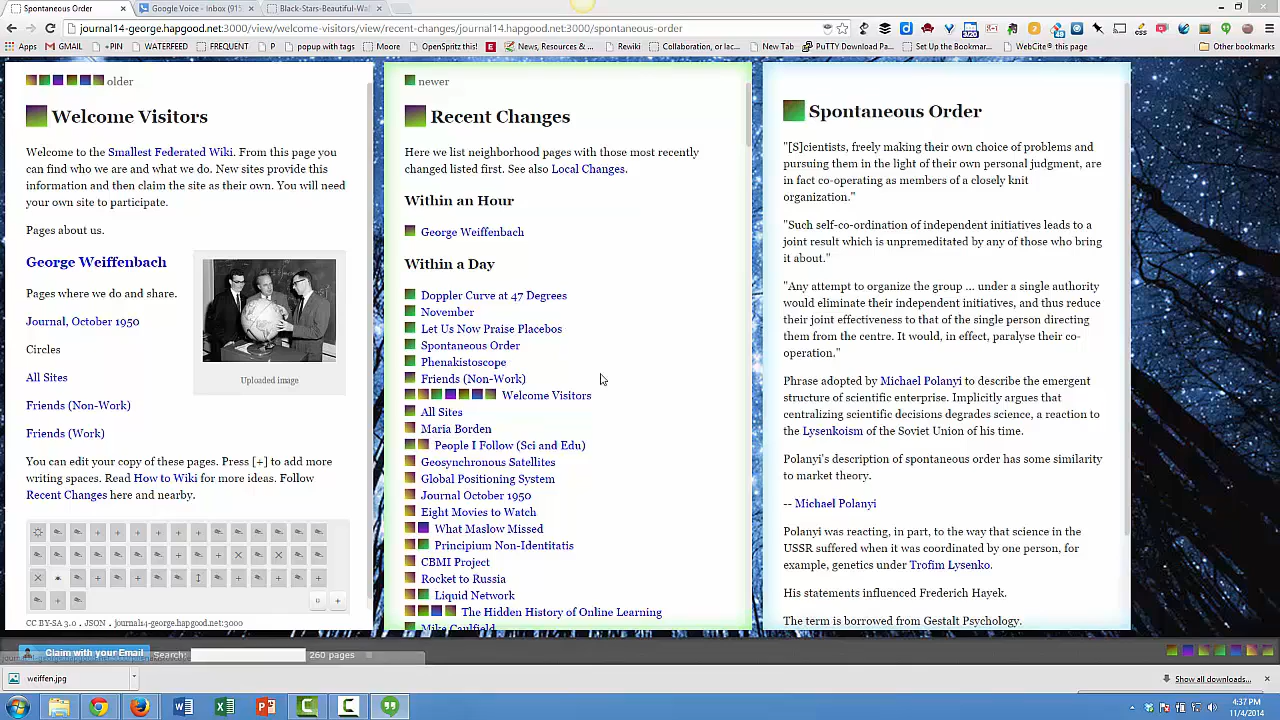 Spontaneous Order
Google Voice - Inbox (915
Black-Stars-Beautiful-Wal
journal14-george.hapgood.net:3000/view/welcome-visitors/view/recent-changes/journal14.hapgood.net:3000/spontaneous-order
Apps
GMAIL
+PIN
WATERFEED
FREQUENT
popup with tags
Moom
OpenSpritz this!
News, Resources & ...
Rewiki
Collaboration, or lac...
New Tab
PuTTY Download Pa...
Set Up the Bookmar...
WebCite® this page
Other bookmarks
older
Welcome Visitors
Welcome to the Smallest Federated Wiki. From this page you
can find who we are and what we do. New sites provide this
information and then claim the site as their own. You will need
your own site to participate.
Pages about us.
George Weiffenbach
Pages where we do and share.
Journal, October 1950
Circles
All Sites
Friends (Non-Work)
Friends (Work)
Uploaded image
You can edit your copy of these pages. Press [+] to add more
writing spaces. Read How to Wiki for more ideas. Follow
Recent Changes here and nearby.
CC BY-SA 3.0 . JSON . journal14-george.hapgood.net:3000
newer
Recent Changes
Here we list neighborhood pages with those most recently
changed listed first. See also Local Changes.
Within an Hour
George Weiffenbach
Within a Day
Doppler Curve at 47 Degrees
November
Let Us Now Praise Placebos
Spontaneous Order
Phenakistoscope
Friends (Non-Work)
Welcome Visitors
All Sites
Maria Borden
People I Follow (Sci and Edu)
Geosynchronous Satellites
Global Positioning System
Journal October 1950
Eight Movies to Watch
What Maslow Missed
Principium Non-Identitatis
CBMI Project
Rocket to Russia
Liquid Network
The Hidden History of Online Learning
Mike Caulfield
Spontaneous Order
"[S]cientists, freely making their own choice of problems and
pursuing them in the light of their own personal judgment, are
in fact co-operating as members of a closely knit
organization."
"Such self-co-ordination of independent initiatives leads to a
joint result which is unpremeditated by any of those who bring
it about."
"Any attempt to organize the group ... under a single authority
would eliminate their independent initiatives, and thus reduce
their joint effectiveness to that of the single person directing
them from the centre. It would, in effect, paralyse their co-
operation."
Phrase adopted by Michael Polanyi to describe the emergent
structure of scientific enterprise. Implicitly argues that
centralizing scientific decisions degrads science, a reaction to
the Lysenkoism of the Soviet Union of his time.
Polanyi's description of spontaneous order has some similarity
to market theory.
-- Michael Polanyi
Polanyi was reacting, in part, to the way that science in the
USSR suffered when it was coordinated by one person, for
example, genetics under Trofim Lysenko.
His statements influenced Frederich Hayek.
The term is borrowed from Gestalt Psychology.
Claim with your Email
Search:
260 pages
weiffen.jpg
Show all downloads...
4:37 PM
11/4/2014